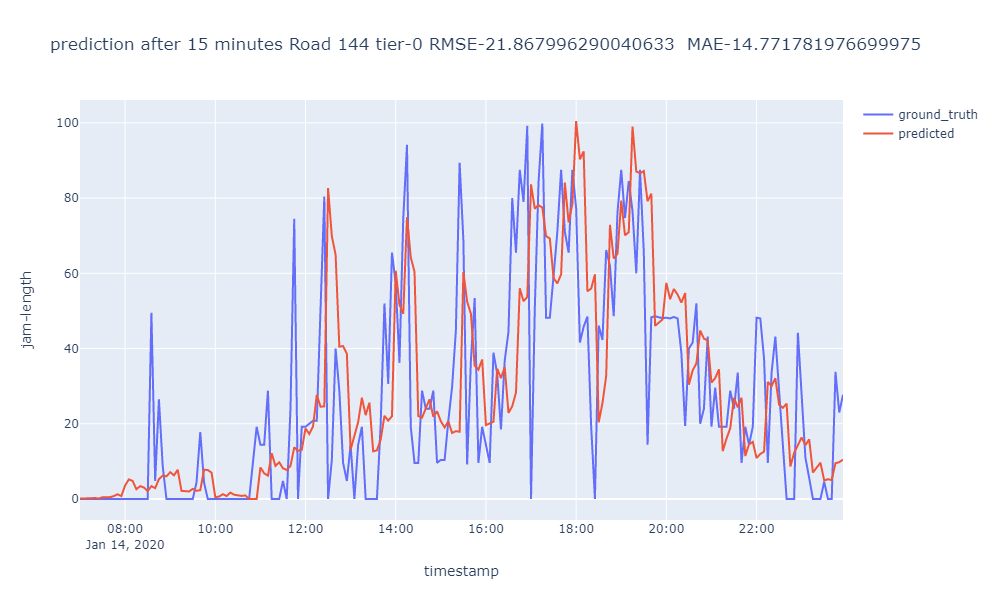 prediction after 15 minutes Road 144 tier-0 RMSE-21.867996290040633  MAE-14.771781976699975
ground_truth
predicted
jam-length
100
80
60
40
20
0
08:00 10:00 12:00 14:00 16:00 18:00 20:00 22:00
Jan 14, 2020
timestamp